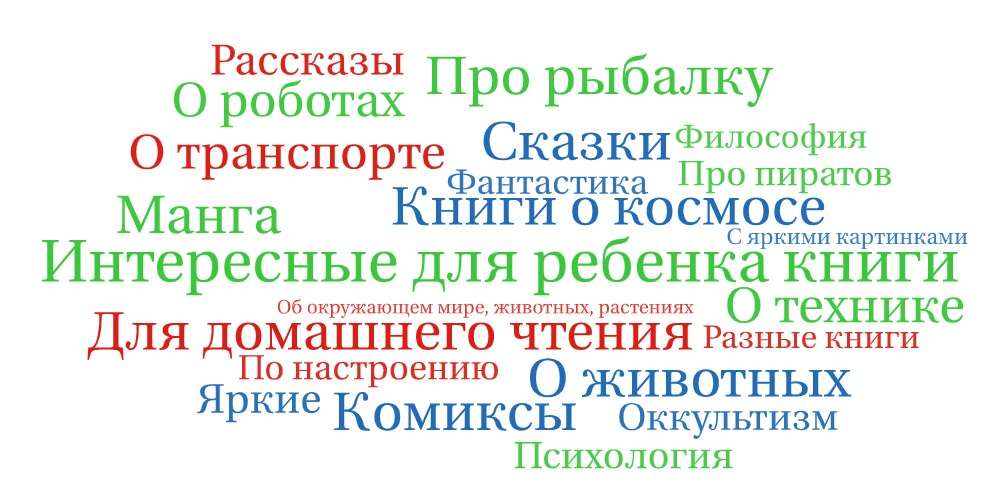 Рассказы
Про рыбалку
О роботах
Сказки
Философия
О транспорте
Про пиратов
Фантастика
Книги о космосе
Манга
С яркими картинками
Интересные для ребенка книги
Об окружающем мире, животных, растениях
О технике
Для домашнего чтения
Разные книги
По настроению
О животных
Яркие
Комиксы
Оккультизм
Психология